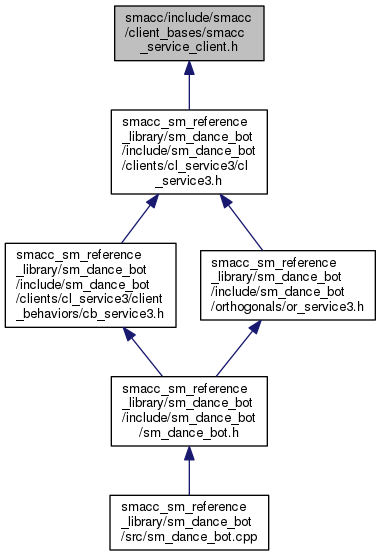 smacc/include/smacc
/client_bases/smacc
_service_client.h
smacc_sm_reference
_library/sm_dance_bot
/include/sm_dance_bot
/clients/cl_service3/cl
_service3.h
smacc_sm_reference
_library/sm_dance_bot
/include/sm_dance_bot
/clients/cl_service3/client
_behaviors/cb_service3.h
smacc_sm_reference
_library/sm_dance_bot
/include/sm_dance_bot
/orthogonals/or_service3.h
smacc_sm_reference
_library/sm_dance_bot
/include/sm_dance_bot
/sm_dance_bot.h
smacc_sm_reference
_library/sm_dance_bot
/src/sm_dance_bot.cpp